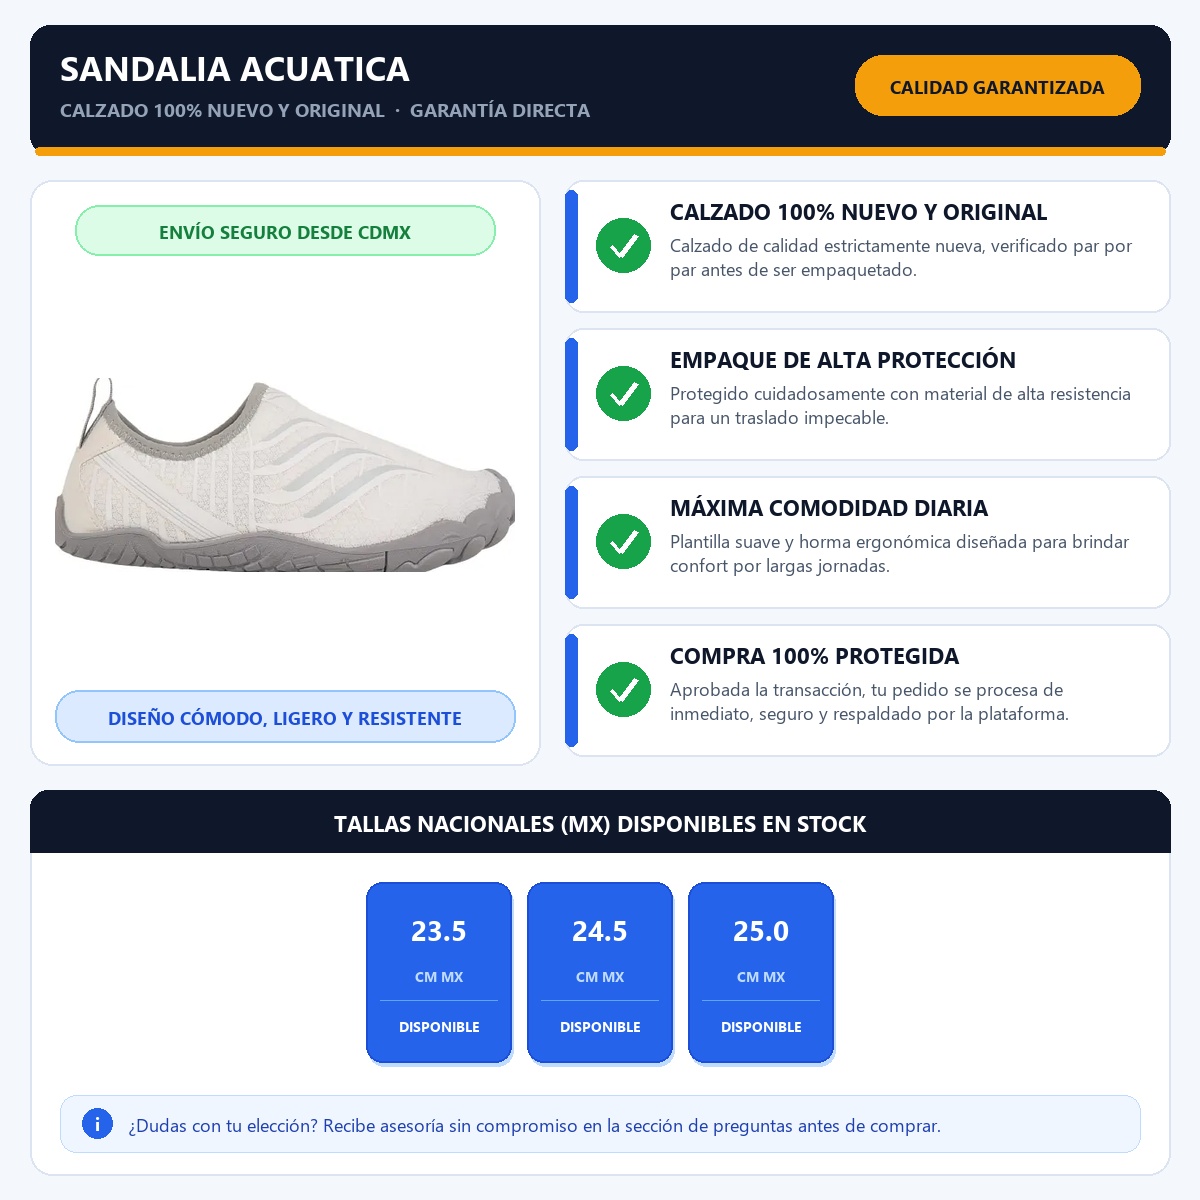 SANDALIA ACUATICA
CALZADO 100% NUEVO Y ORIGINAL · GARANTÍA DIRECTA
CALIDAD GARANTIZADA
ENVÍO SEGURO DESDE CDMX
DISEÑO CÓMODO, LIGERO Y RESISTENTE
CALZADO 100% NUEVO Y ORIGINAL
Calzado de calidad estrictamente nueva, verificado par por
par antes de ser empaquetado.
EMPAQUE DE ALTA PROTECCIÓN
Protegido cuidadosamente con material de alta resistencia
para un traslado impecable.
MÁXIMA COMODIDAD DIARIA
Plantilla suave y horma ergonómica diseñada para brindar
confort por largas jornadas.
COMPRA 100% PROTEGIDA
Aprobada la transacción, tu pedido se procesa de
inmediato, seguro y respaldado por la plataforma.
TALLAS NACIONALES (MX) DISPONIBLES EN STOCK
23.5
CM MX
DISPONIBLE
24.5
CM MX
DISPONIBLE
25.0
CM MX
DISPONIBLE
¿Dudas con tu elección? Recibe asesoría sin compromiso en la sección de preguntas antes de comprar.